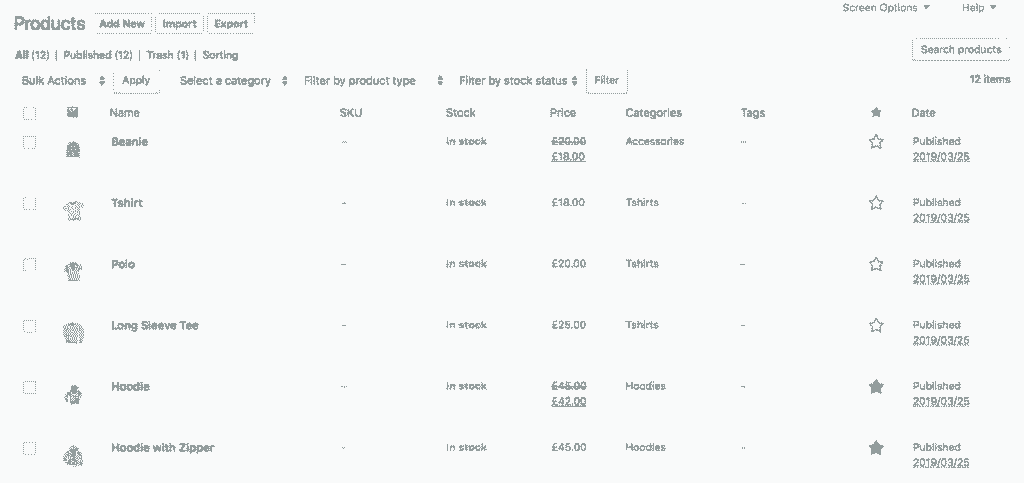 Screen Options ▼ Help ▼
Products Add New Import Export
All (12) | Published (12) | Trash (1) | Sorting
Search products
Bulk Actions Apply Select a category Filter by product type Filter by stock status Filter 12 items
Name SKU Stock Price Categories Tags Date
Beanie – In stock £20.00 Accessories – Published
£18.00 2019/03/25
Tshirt – In stock £18.00 Tshirts – Published
2019/03/25
Polo – In stock £20.00 Tshirts – Published
2019/03/25
Long Sleeve Tee – In stock £25.00 Tshirts – Published
2019/03/25
Hoodie – In stock £45.00 Hoodies – Published
£42.00 2019/03/25
Hoodie with Zipper – In stock £45.00 Hoodies – Published
2019/03/25